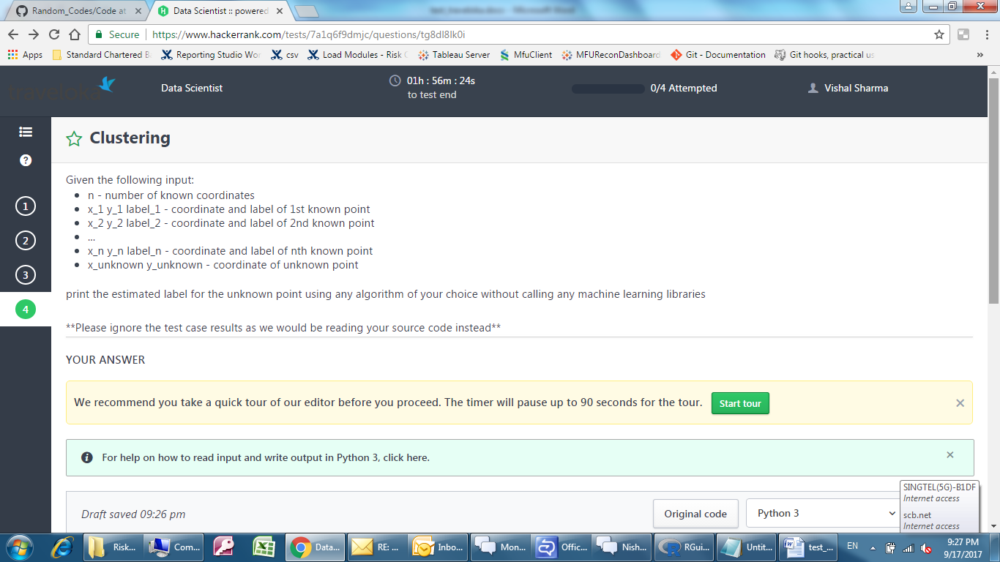 Random_Codes/Code at
Data Scientist :: powered
Secure
https://www.hackerrank.com/tests/7a1q6f9dmjc/questions/tg8dl8lk0i
Apps
Standard Chartered B
Reporting Studio Wor
csv
Load Modules - Risk C
Tableau Server
MfuClient
MFUReconDashboard
Git - Documentation
Git hooks, practical us
»
traveloka
Data Scientist
01h : 56m : 24s
to test end
0/4 Attempted
Vishal Sharma
Clustering
1
2
3
4
Given the following input:
• n - number of known coordinates
• x_1 y_1 label_1 - coordinate and label of 1st known point
• x_2 y_2 label_2 - coordinate and label of 2nd known point
• ...
• x_n y_n label_n - coordinate and label of nth known point
• x_unknown y_unknown - coordinate of unknown point
print the estimated label for the unknown point using any algorithm of your choice without calling any machine learning libraries
**Please ignore the test case results as we would be reading your source code instead**
YOUR ANSWER
We recommend you take a quick tour of our editor before you proceed. The timer will pause up to 90 seconds for the tour.
Start tour
For help on how to read input and write output in Python 3, click here.
Draft saved 09:26 pm
Original code
Python 3
SINGTEL(5G)-B1DF
Internet access
scb.net
Internet access
Risk...
Com...
Data...
RE: ...
Inbo...
Mon...
Offic...
Nish...
RGui...
Untit...
test_...
EN
9:27 PM
9/17/2017